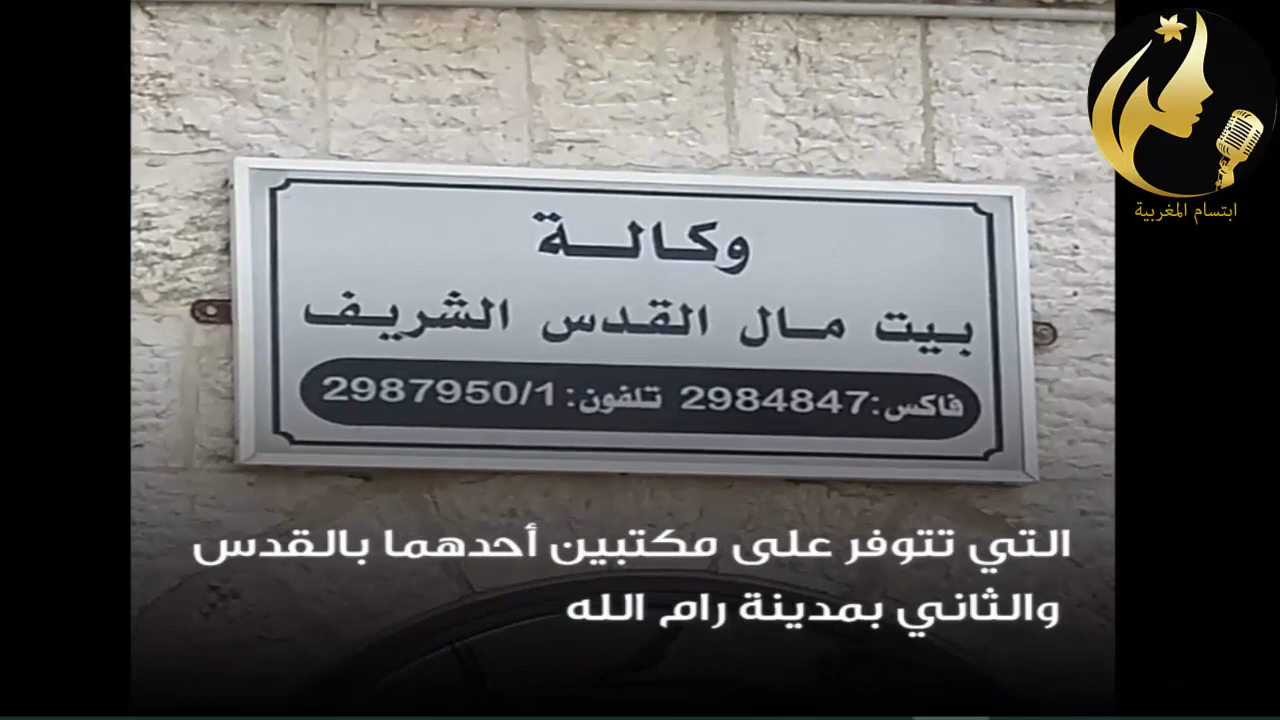 وكالة
بيت مال القدس الشريف
فاكس:2984847 تلفون:2987950/1
التي تتوفر على مكتبين أحدهما بالقدس
والثاني بمدينة رام الله
ابتسام المغربية